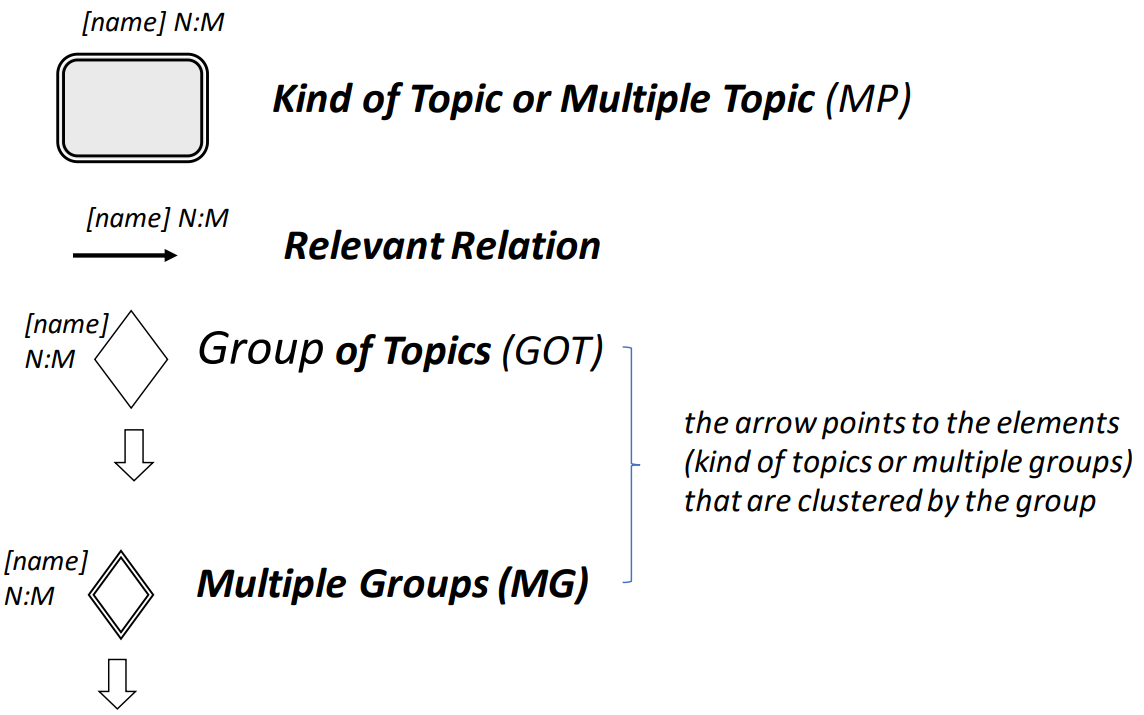 [name] N:M
Kind of Topic or Multiple Topic (MP)
[name] N:M
Relevant Relation
[name]
N:M
Group of Topics (GOT)
the arrow points to the elements
(kind of topics or multiple groups)
that are clustered by the group
[name]
N:M
Multiple Groups (MG)